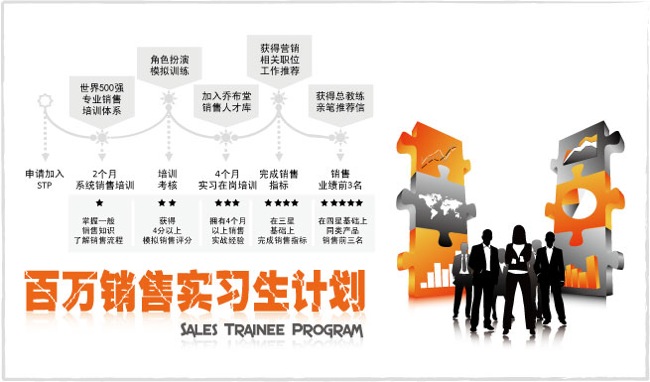 世界500强
专业销售
培训体系
角色扮演
模拟训练
加入乔布堂
销售人才库
获得营销
相关职位
工作推荐
获得总教练
亲笔推荐信
申请加入
STP
2个月
系统销售培训
培训
考核
4个月
实习在岗培训
完成销售
指标
销售
业绩前3名
★
掌握一般
销售知识
了解销售流程
★★
获得
4分以上
模拟销售评分
★★★
拥有4个月
以上销售
实战经验
★★★★
在三星
基础上
完成销售指标
★★★★★
在四星基础上
同类产品
销售前三名
百万销售实习生计划
SALES TRAINEE PROGRAM